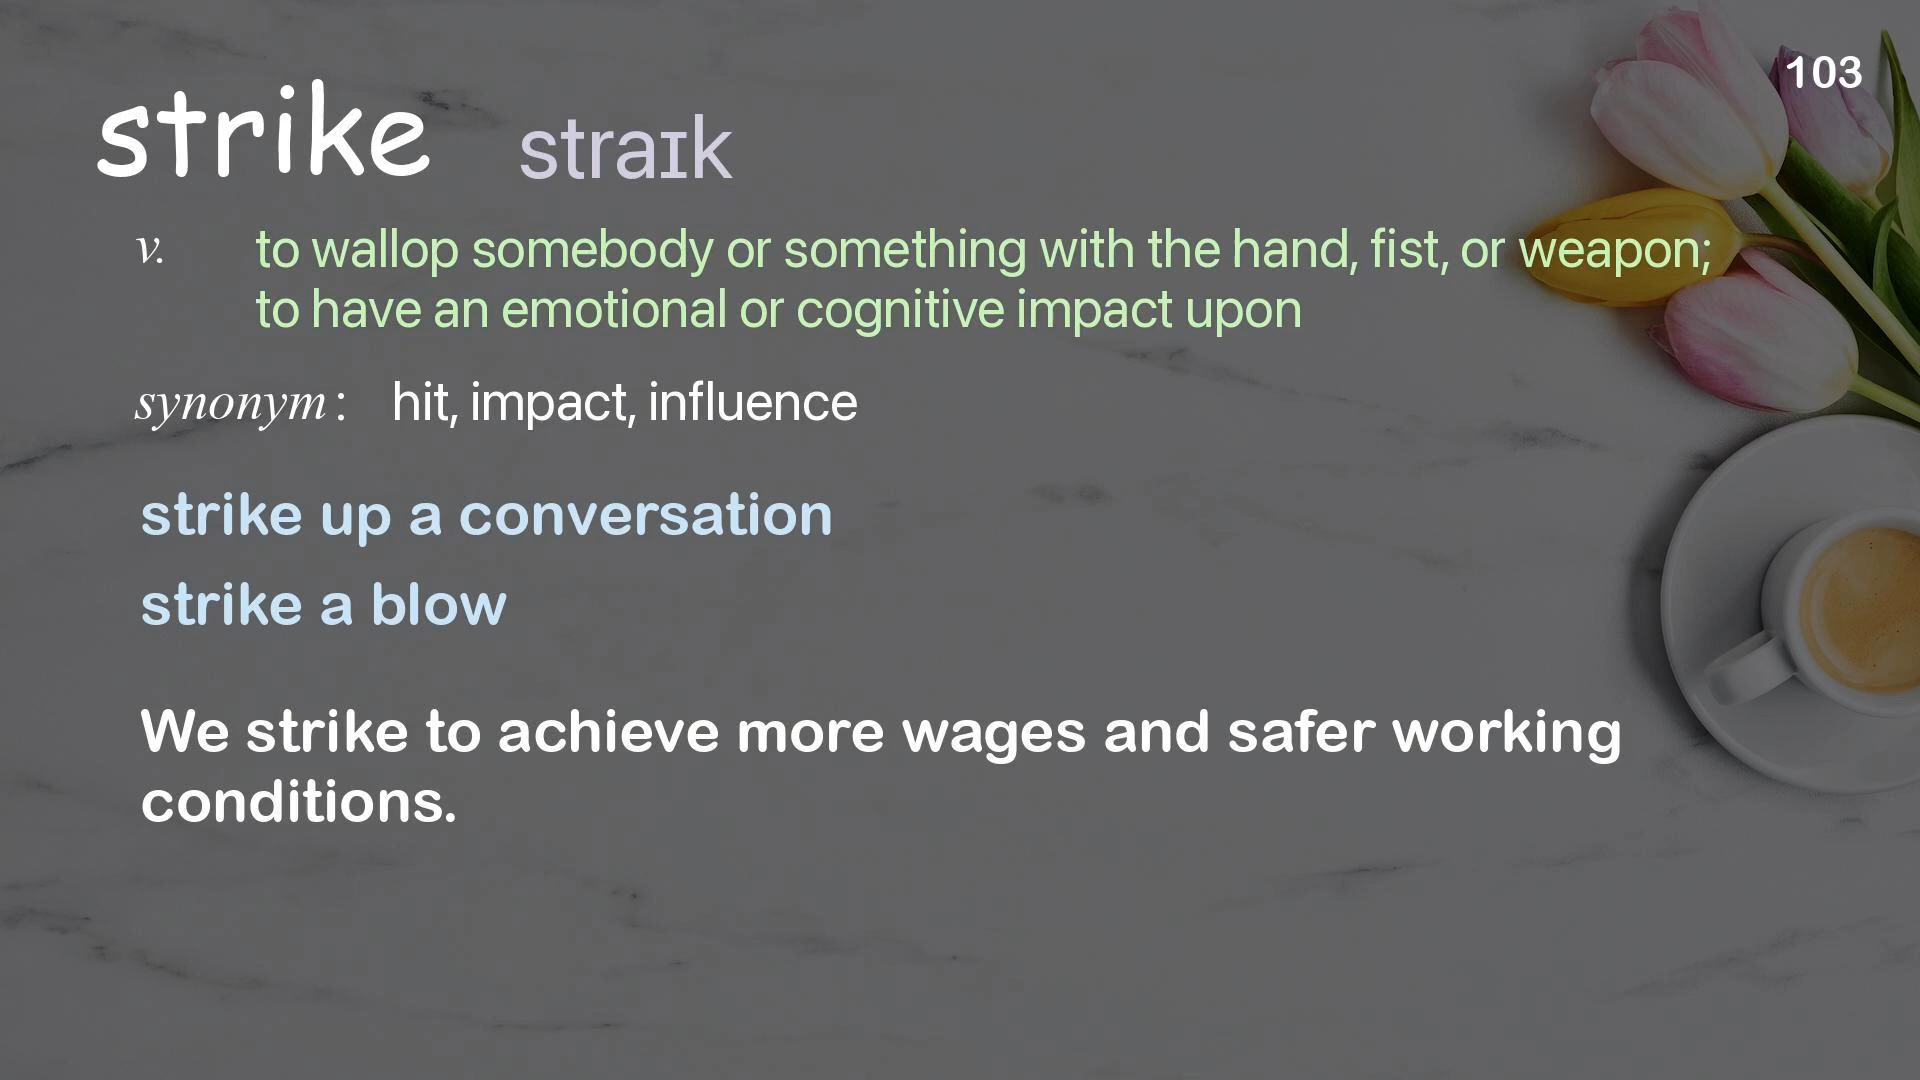 103
strike straɪk
v. to wallop somebody or something with the hand, fist, or weapon;
to have an emotional or cognitive impact upon
synonym : hit, impact, influence
strike up a conversation
strike a blow
We strike to achieve more wages and safer working
conditions.